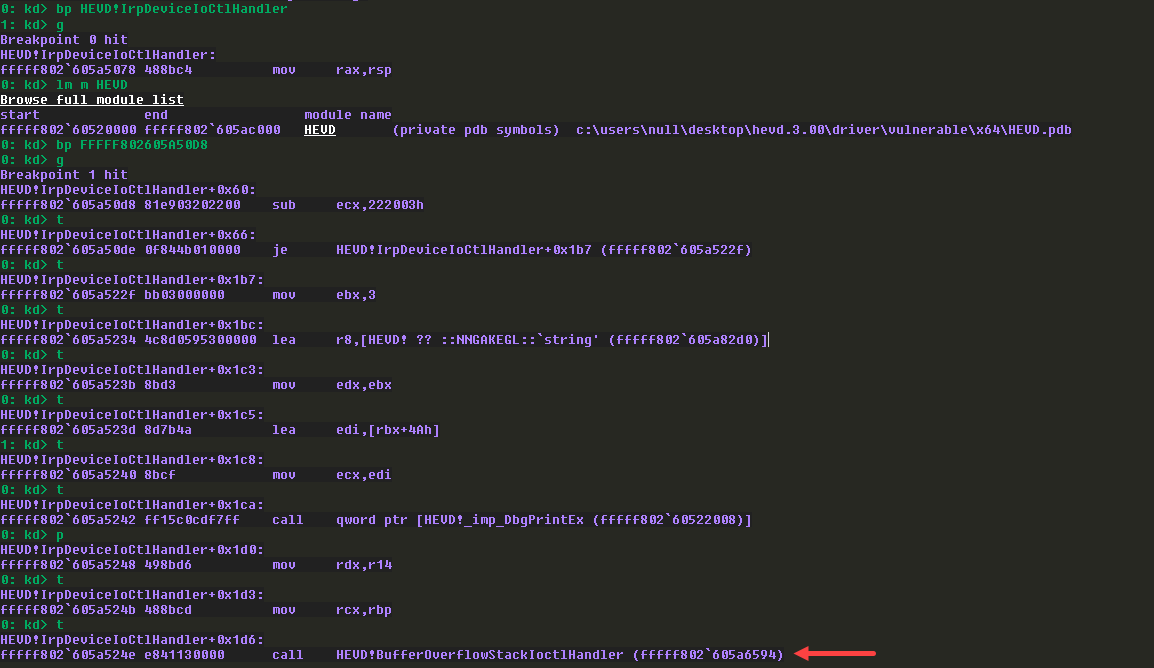 0: kd> bp HEVD!IrpDeviceIoCtlHandler
1: kd> g
Breakpoint 0 hit
HEVD!IrpDeviceIoCtlHandler:
fffff802`605a5078 488bc4          mov     rax,rsp
0: kd> lm m HEVD
Browse full module list
start             end                 module name
fffff802`60520000 fffff802`605ac000   HEVD       (private pdb symbols)  c:\users\null\desktop\hevd.3.00\driver\vulnerable\x64\HEVD.pdb
0: kd> bp FFFFF802605A50D8
0: kd> g
Breakpoint 1 hit
HEVD!IrpDeviceIoCtlHandler+0x60:
fffff802`605a50d8 81e903202200    sub     ecx,222003h
0: kd> t
HEVD!IrpDeviceIoCtlHandler+0x66:
fffff802`605a50de 0f844b010000    je      HEVD!IrpDeviceIoCtlHandler+0x1b7 (fffff802`605a522f)
0: kd> t
HEVD!IrpDeviceIoCtlHandler+0x1b7:
fffff802`605a522f bb03000000      mov     ebx,3
0: kd> t
HEVD!IrpDeviceIoCtlHandler+0x1bc:
fffff802`605a5234 4c8d0595300000  lea     r8,[HEVD! ?? ::NNGAKEGL::`string' (fffff802`605a82d0)]
0: kd> t
HEVD!IrpDeviceIoCtlHandler+0x1c3:
fffff802`605a523b 8bd3            mov     edx,ebx
0: kd> t
HEVD!IrpDeviceIoCtlHandler+0x1c5:
fffff802`605a523d 8d7b4a          lea     edi,[rbx+4Ah]
1: kd> t
HEVD!IrpDeviceIoCtlHandler+0x1c8:
fffff802`605a5240 8bcf            mov     ecx,edi
0: kd> t
HEVD!IrpDeviceIoCtlHandler+0x1ca:
fffff802`605a5242 ff15c0cdf7ff    call    qword ptr [HEVD!_imp_DbgPrintEx (fffff802`60522008)]
0: kd> p
HEVD!IrpDeviceIoCtlHandler+0x1d0:
fffff802`605a5248 498bd6          mov     rdx,r14
0: kd> t
HEVD!IrpDeviceIoCtlHandler+0x1d3:
fffff802`605a524b 488bcd          mov     rcx,rbp
0: kd> t
HEVD!IrpDeviceIoCtlHandler+0x1d6:
fffff802`605a524e e841130000      call    HEVD!BufferOverflowStackIoctlHandler (fffff802`605a6594)